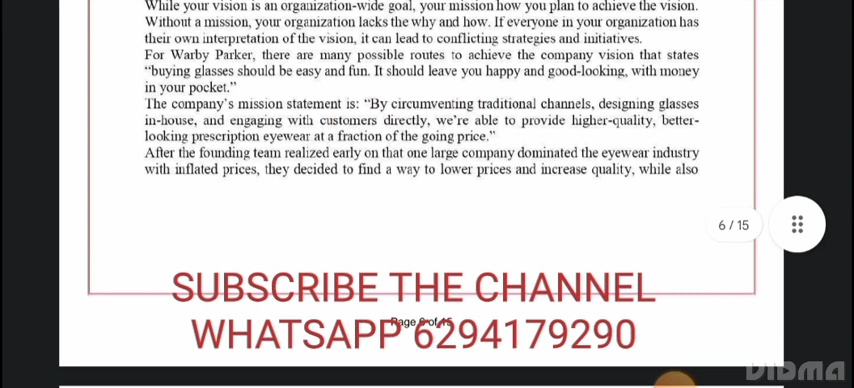 While your vision is an organization-wide goal, your mission how you plan to achieve the vision.
Without a mission, your organization lacks the why and how. If everyone in your organization has
their own interpretation of the vision, it can lead to conflicting strategies and initiatives.
For Warby Parker, there are many possible routes to achieve the company vision that states
“buying glasses should be easy and fun. It should leave you happy and good-looking, with money
in your pocket.”
The company’s mission statement is: “By circumventing traditional channels, designing glasses
in-house, and engaging with customers directly, we’re able to provide higher-quality, better-
looking prescription eyewear at a fraction of the going price.”
After the founding team realized early on that one large company dominated the eyewear industry
with inflated prices, they decided to find a way to lower prices and increase quality, while also
6 / 15
SUBSCRIBE THE CHANNEL
Page 6 of 15
WHATSAPP 6294179290
VIDMA